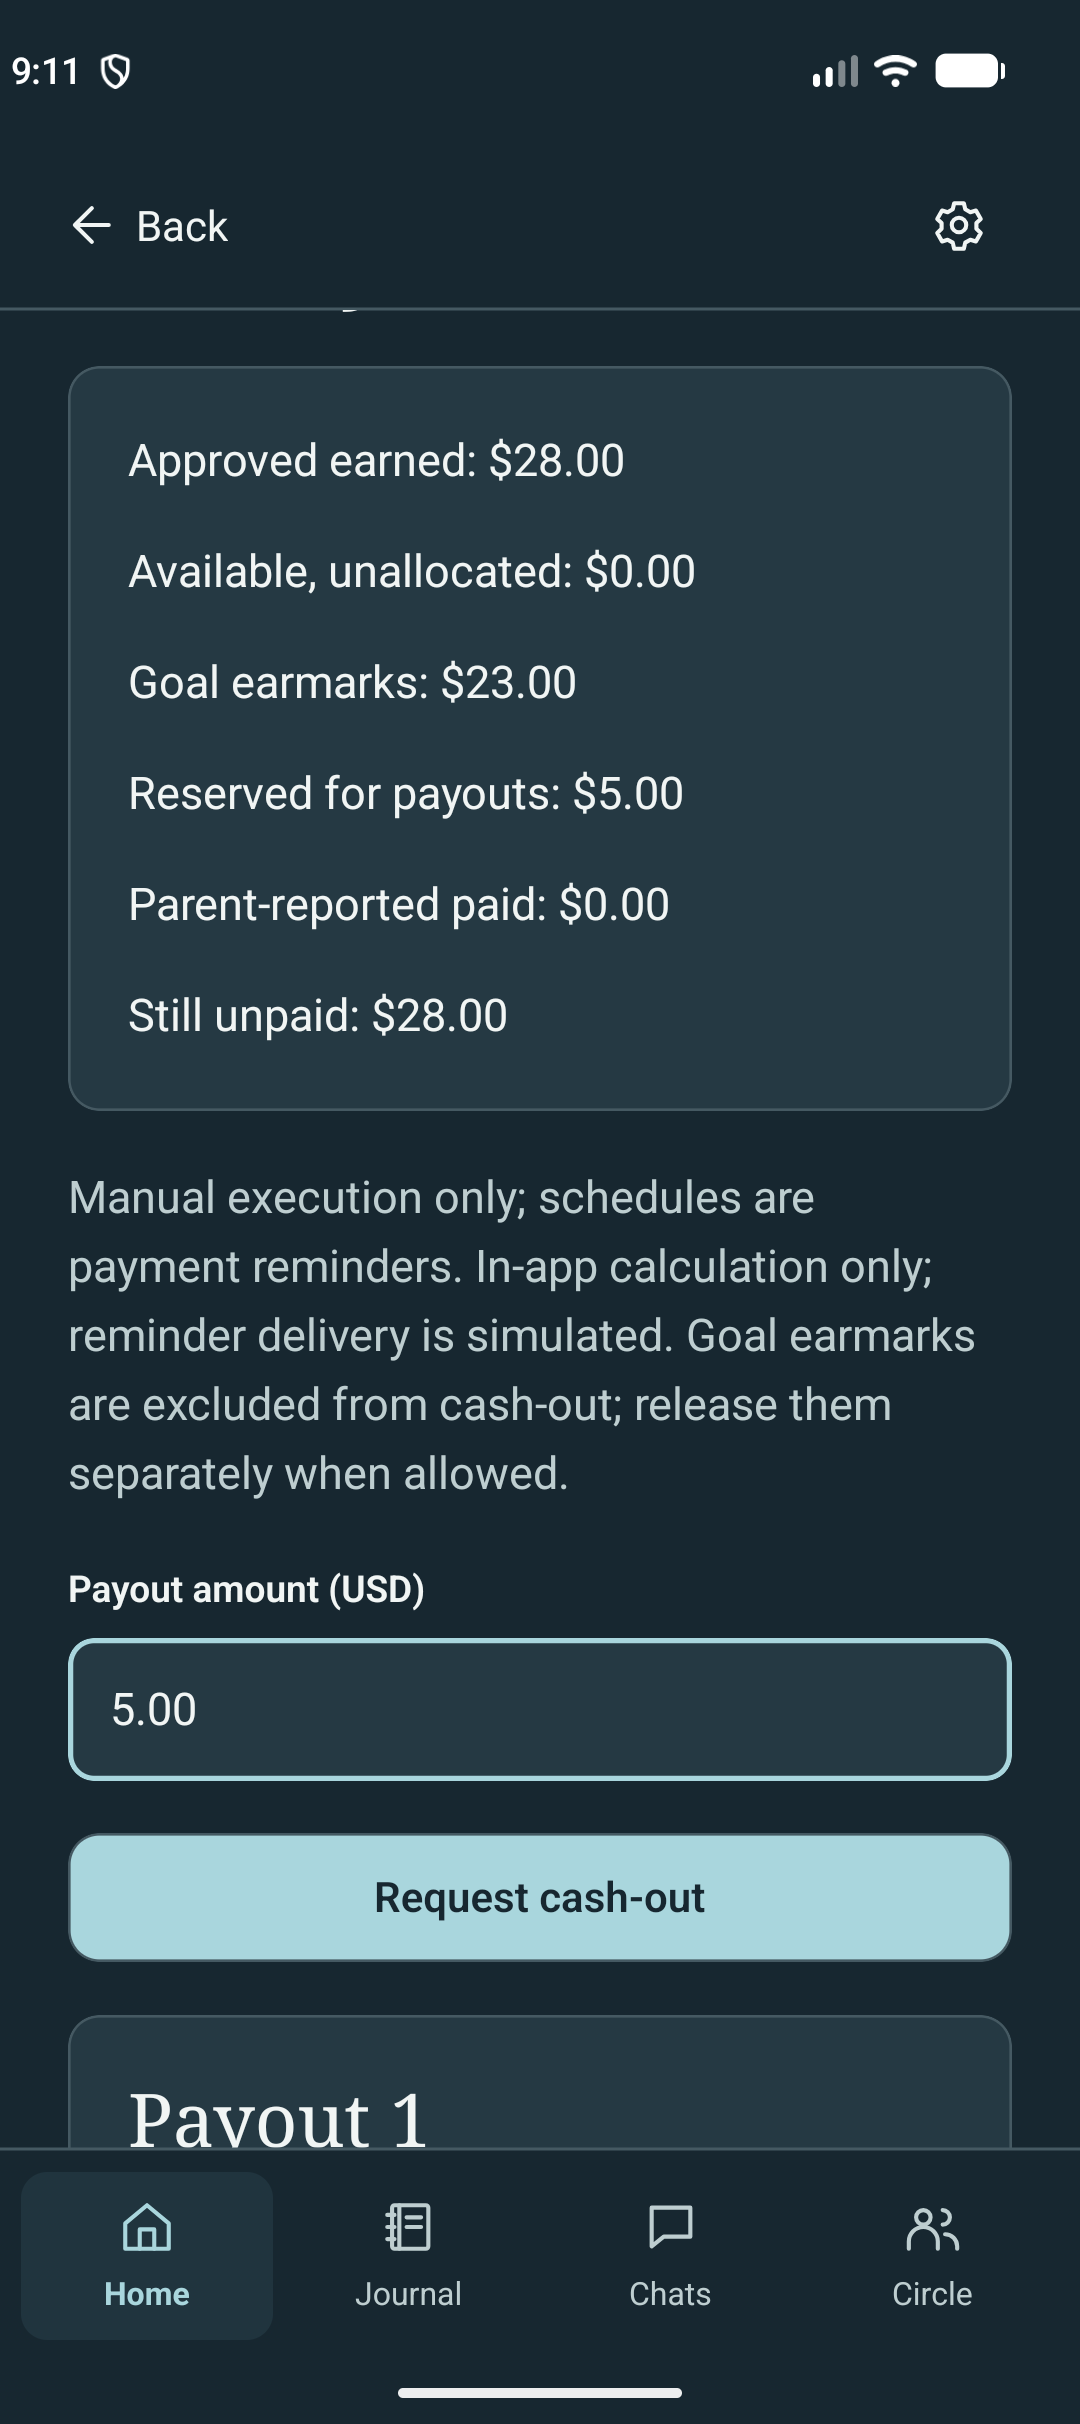 9:11
Back
Approved earned: $28.00
Available, unallocated: $0.00
Goal earmarks: $23.00
Reserved for payouts: $5.00
Parent-reported paid: $0.00
Still unpaid: $28.00
Manual execution only; schedules are
payment reminders. In-app calculation only;
reminder delivery is simulated. Goal earmarks
are excluded from cash-out; release them
separately when allowed.
Payout amount (USD)
5.00
Request cash-out
Payout 1
Home
Journal
Chats
Circle